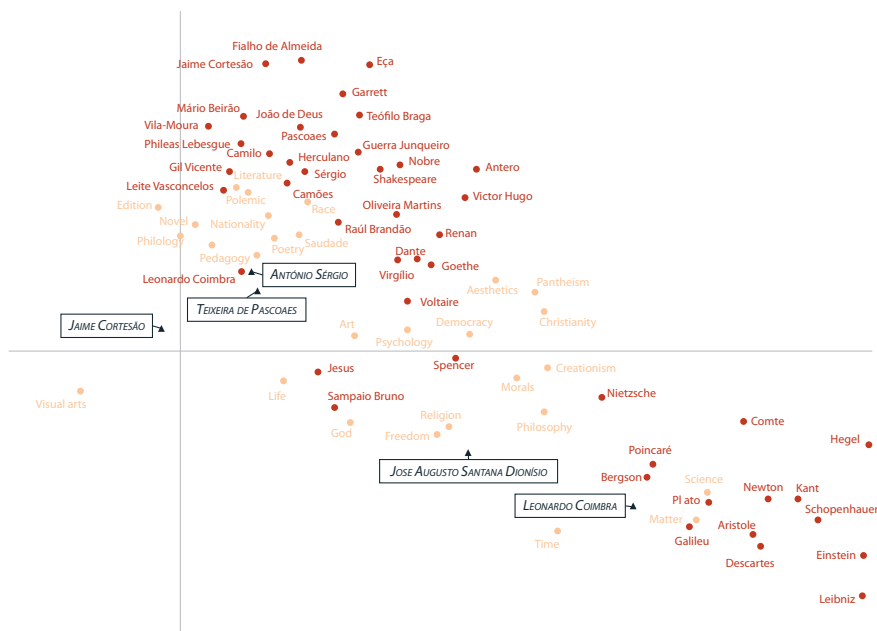 Fialho de Almeida
Jaime Cortesão
Eça
Garrett
Mário Beirão
João de Deus
Teófilo Braga
Vila-Moura
Pascoaes
Phileas Lebesgue
Guerra Junqueiro
Camilo
Herculano
Nobre
Gil Vicente
Literature
Sérgio
Shakespeare
Antero
Leite Vasconcelos
Polemic
Camões
Victor Hugo
Edition
Race
Oliveira Martins
Novel
Nationality
Raúl Brandão
Renan
Philology
Poetry
Saudade
Pedagogy
Dante
Leonardo Coimbra
António Sérgio
Virgílio
Goethe
Aesthetics
Pantheism
Teixeira de Pascoaes
Voltaire
Jaime Cortesão
Art
Democracy
Christianity
Psychology
Jesus
Spencer
Creationism
Visual arts
Life
Morals
Sampaio Bruno
Nietzsche
Religion
God
Freedom
Philosophy
Comte
Hegel
Jose Augusto Santana Dionísio
Poincaré
Bergson
Science
Newton
Kant
Leonardo Coimbra
Pl ato
Schopenhauer
Matter
Aristole
Time
Galileu
Descartes
Einstein
Leibniz